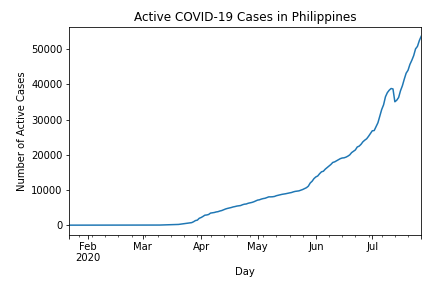 Active COVID-19 Cases in Philippines
Number of Active Cases
50000
40000
30000
20000
10000
0
Feb Mar Apr May Jun Jul
2020
Day